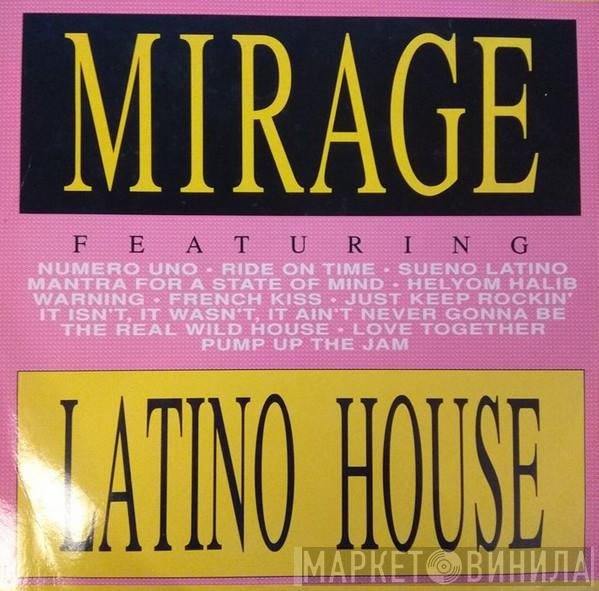 MIRAGE
FEATURING
NUMERO UNO • RIDE ON TIME • SUENO LATINO
MANTRA FOR A STATE OF MIND • HELYOM HALIB
WARNING • FRENCH KISS • JUST KEEP ROCKIN'
IT ISN'T, IT WASN'T, IT AIN'T NEVER GONNA BE
THE REAL WILD HOUSE • LOVE TOGETHER
PUMP UP THE JAM
LATINO HOUSE
МАРКЕТ ВИНИЛА